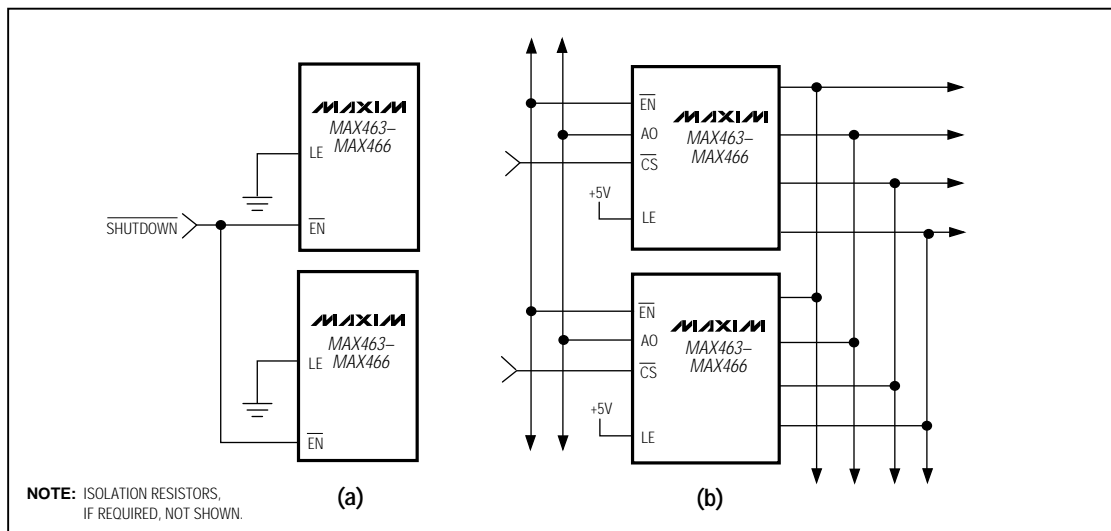 MAXIM
MAX463–
MAX466
LE
SHUTDOWN
EN
MAXIM
MAX463–
MAX466
LE
EN
NOTE: ISOLATION RESISTORS,
IF REQUIRED, NOT SHOWN.
(a)
EN
MAXIM
AO
MAX463–
MAX466
CS
+5V
LE
EN
MAXIM
AO
MAX463–
MAX466
CS
+5V
LE
(b)